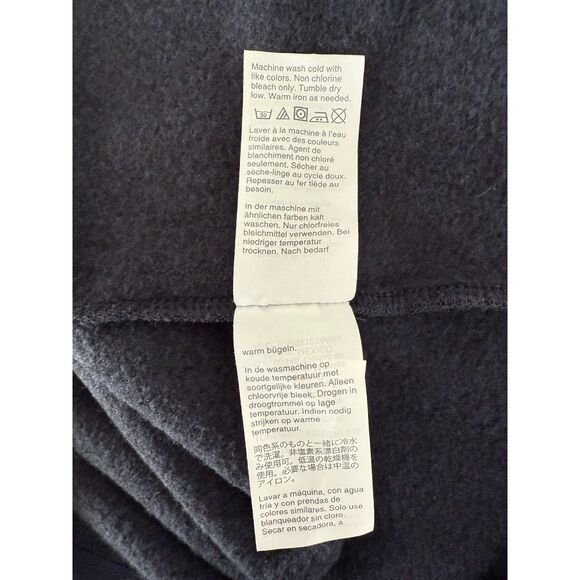 Machine wash cold with
like colors. Non chlorine
bleach only. Tumble dry
low. Warm iron as needed.
30
Laver à la machine à l'eau
froide avec des couleurs
similaires. Agent de
blanchiment non chloré
seulement. Sécher au
sèche-linge au cycle doux.
Repasser au fer tiède au
besoin.
In der maschine mit
ähnlichen farben kalt
waschen. Nur chlorfreies
bleichmittel verwenden. Bei
niedriger temperatur
trocknen. Nach bedarf
warm bügeln.
In de wasmachine op
koude temperatuur met
soortgelijke kleuren. Alleen
chloorvrije bleek. Drogen in
droogtrommel op lage
temperatuur. Indien nodig
strijken op warme
temperatuur.
同色系のものと一緒に冷水
で洗濯。非塩素系漂白剤の
み使用可。低温の乾燥機を
使用。必要な場合は中温の
アイロン。
Lavar a máquina, con agua
fría y con prendas de
colores similares. Solo use
blanqueador sin cloro.
Secar en secadora, a